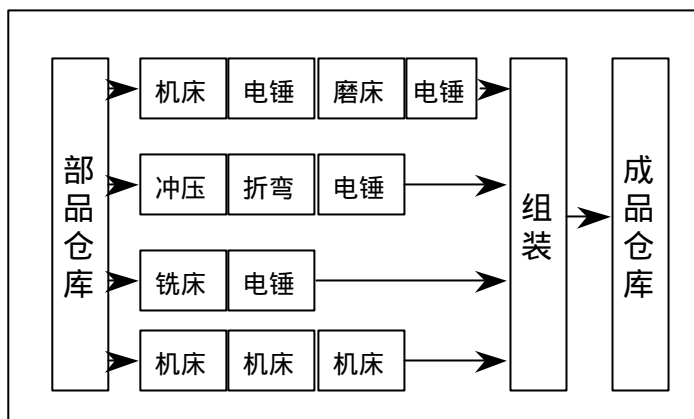 部品仓库
机床 电锤 磨床 电锤
冲压 折弯 电锤
铣床 电锤
机床 机床 机床
组装
成品仓库